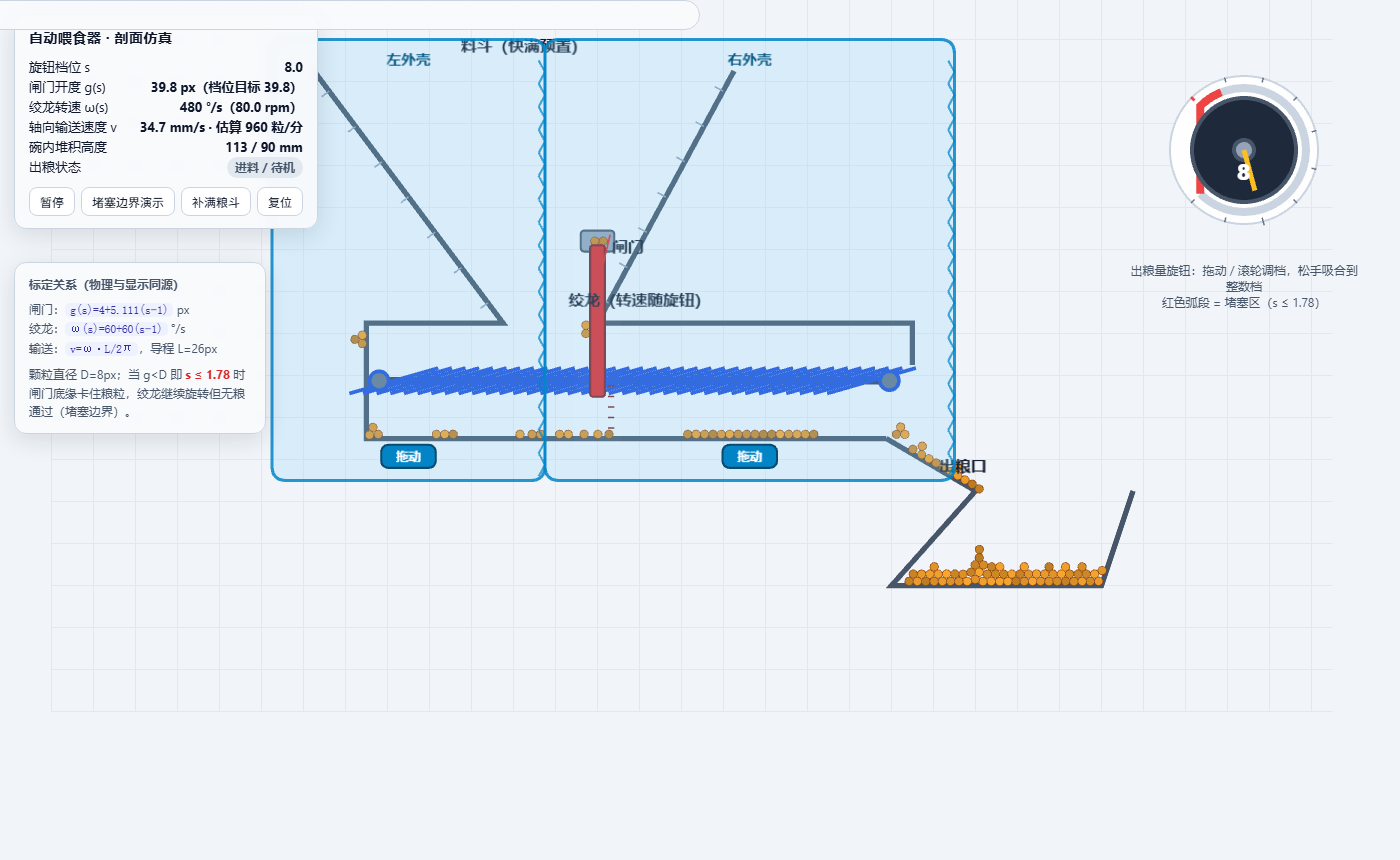 自动喂食器 · 剖面仿真
旋钮档位 s 8.0
闸门开度 g(s) 39.8 px（档位目标 39.8）
绞龙转速 ω(s) 480 °/s（80.0 rpm）
轴向输送速度 v 34.7 mm/s · 估算 960 粒/分
碗内堆积高度 113 / 90 mm
出粮状态 进料 / 待机
暂停 堵塞边界演示 补满粮斗 复位
标定关系（物理与显示同源）
闸门： g(s)=4+5.111(s−1) px
绞龙： ω(s)=60+60(s−1) °/s
输送： v=ω·L/2π ，导程 L=26px
颗粒直径 D=8px；当 g<D 即 s ≤ 1.78 时
闸门底缘卡住粮粒，绞龙继续旋转但无粮
通过（堵塞边界）。
料斗（快满预置）
左外壳
右外壳
闸门
绞龙（转速随旋钮）
拖动
拖动
出粮口
8
出粮量旋钮：拖动 / 滚轮调档，松手吸合到
整数档
红色弧段 = 堵塞区（s ≤ 1.78）